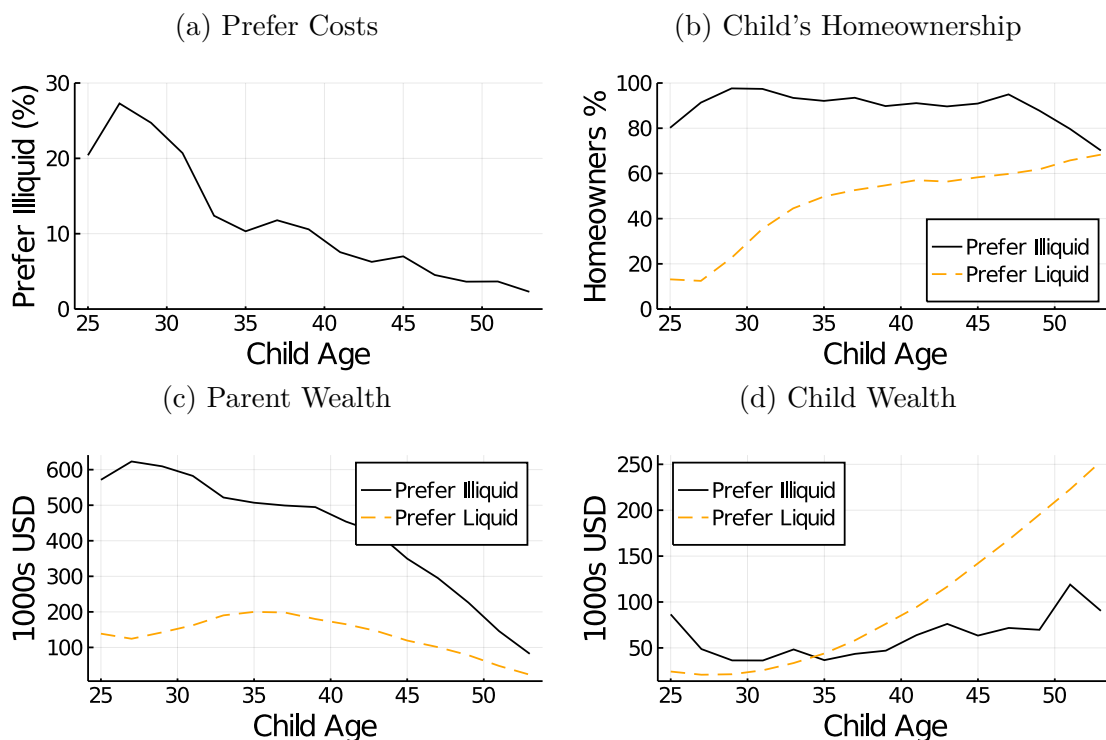 (a) Prefer Costs
Prefer Illiquid (%)
30
20
10
0
25 30 35 40 45 50
Child Age
(b) Child's Homeownership
Homeowners %
100
80
60
40
20
0
Prefer Illiquid
Prefer Liquid
25 30 35 40 45 50
Child Age
(c) Parent Wealth
1000s USD
600
500
400
300
200
100
Prefer Illiquid
Prefer Liquid
25 30 35 40 45 50
Child Age
(d) Child Wealth
1000s USD
250
200
150
100
50
Prefer Illiquid
Prefer Liquid
25 30 35 40 45 50
Child Age